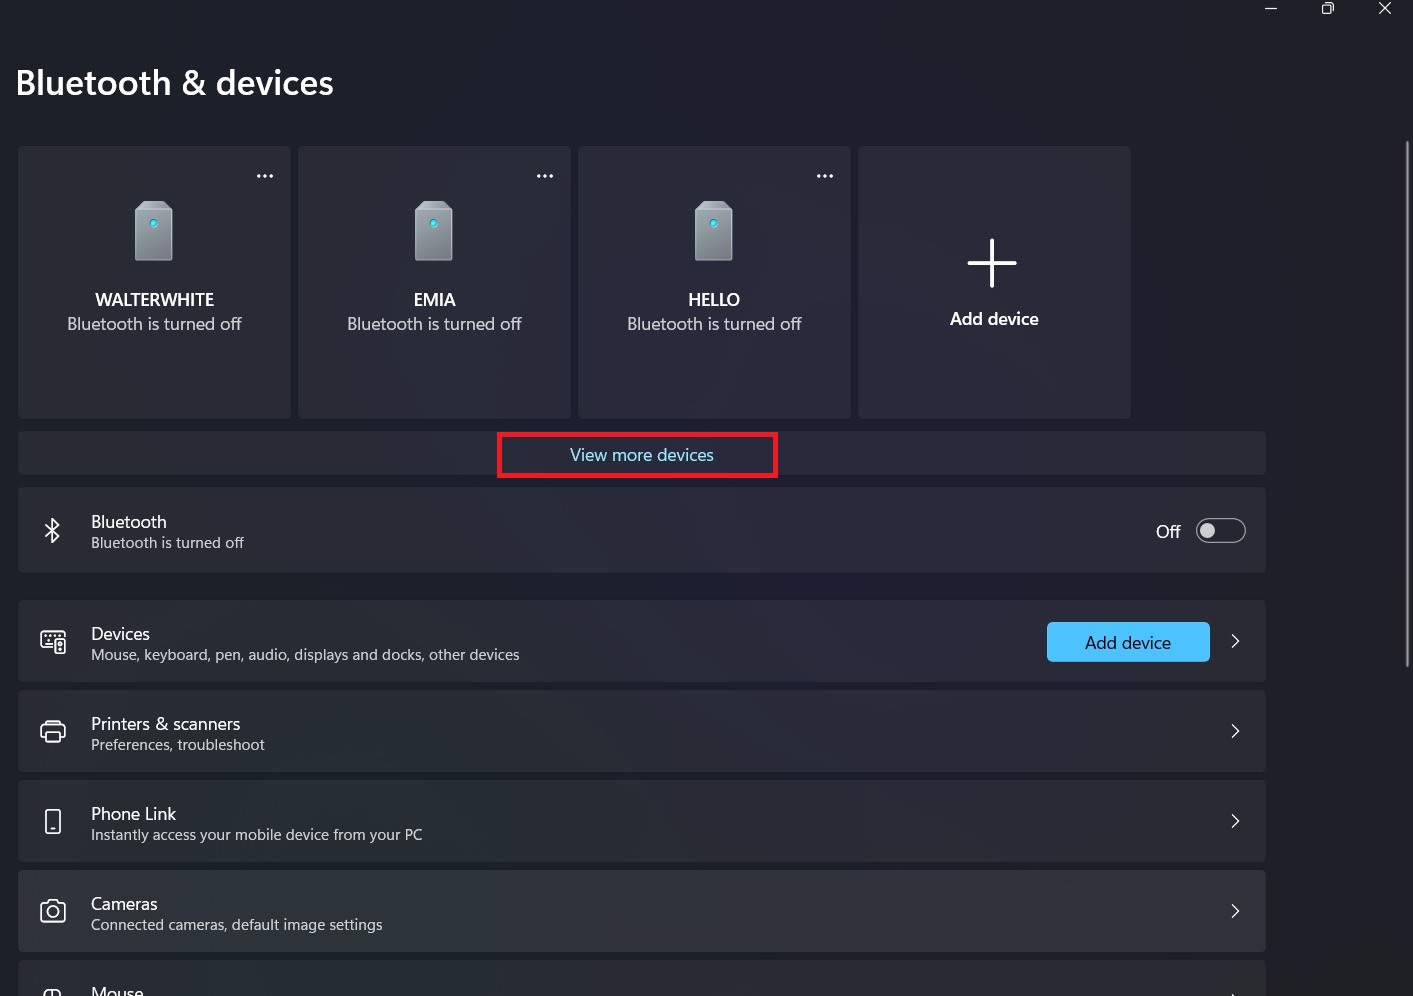 Bluetooth & devices
WALTERWHITE
Bluetooth is turned off
EMIA
Bluetooth is turned off
HELLO
Bluetooth is turned off
Add device
View more devices
Bluetooth
Bluetooth is turned off
Off
Devices
Mouse, keyboard, pen, audio, displays and docks, other devices
Add device
Printers & scanners
Preferences, troubleshoot
Phone Link
Instantly access your mobile device from your PC
Cameras
Connected cameras, default image settings
Mouse